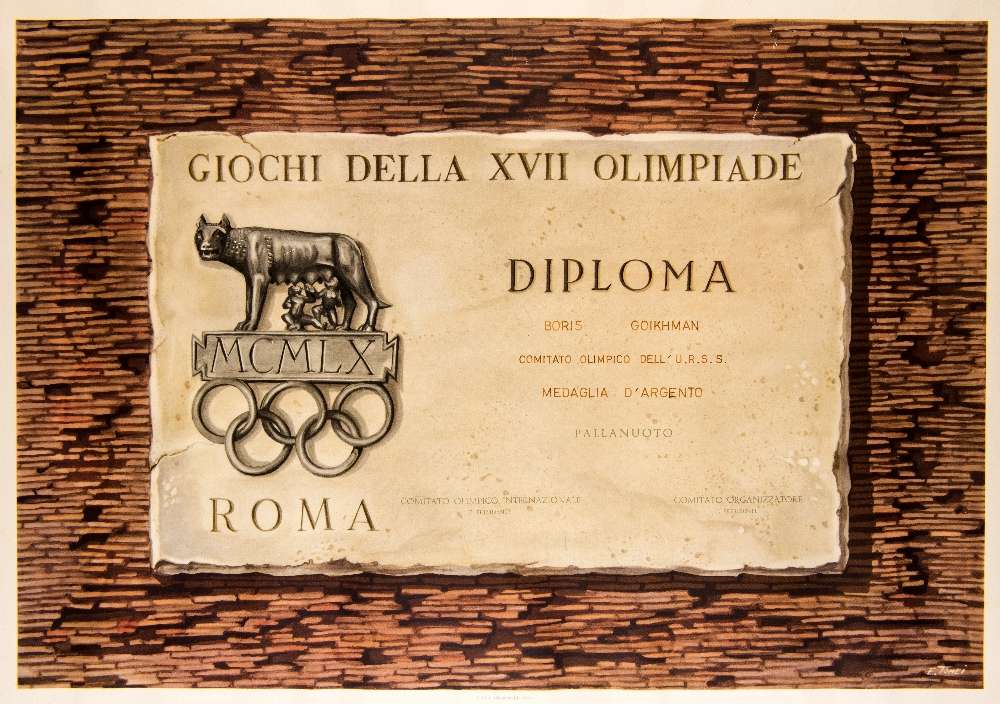 GIOCHI DELLA XVII OLIMPIADE
MCMLX
ROMA
DIPLOMA
BORIS GOIKHMAN
COMITATO OLIMPICO DELL'U.R.S.S.
MEDAGLIA D'ARGENTO
PALLANUOTO
COMITATO OLIMPICO INTERNAZIONALE
COMITATO ORGANIZZATORE